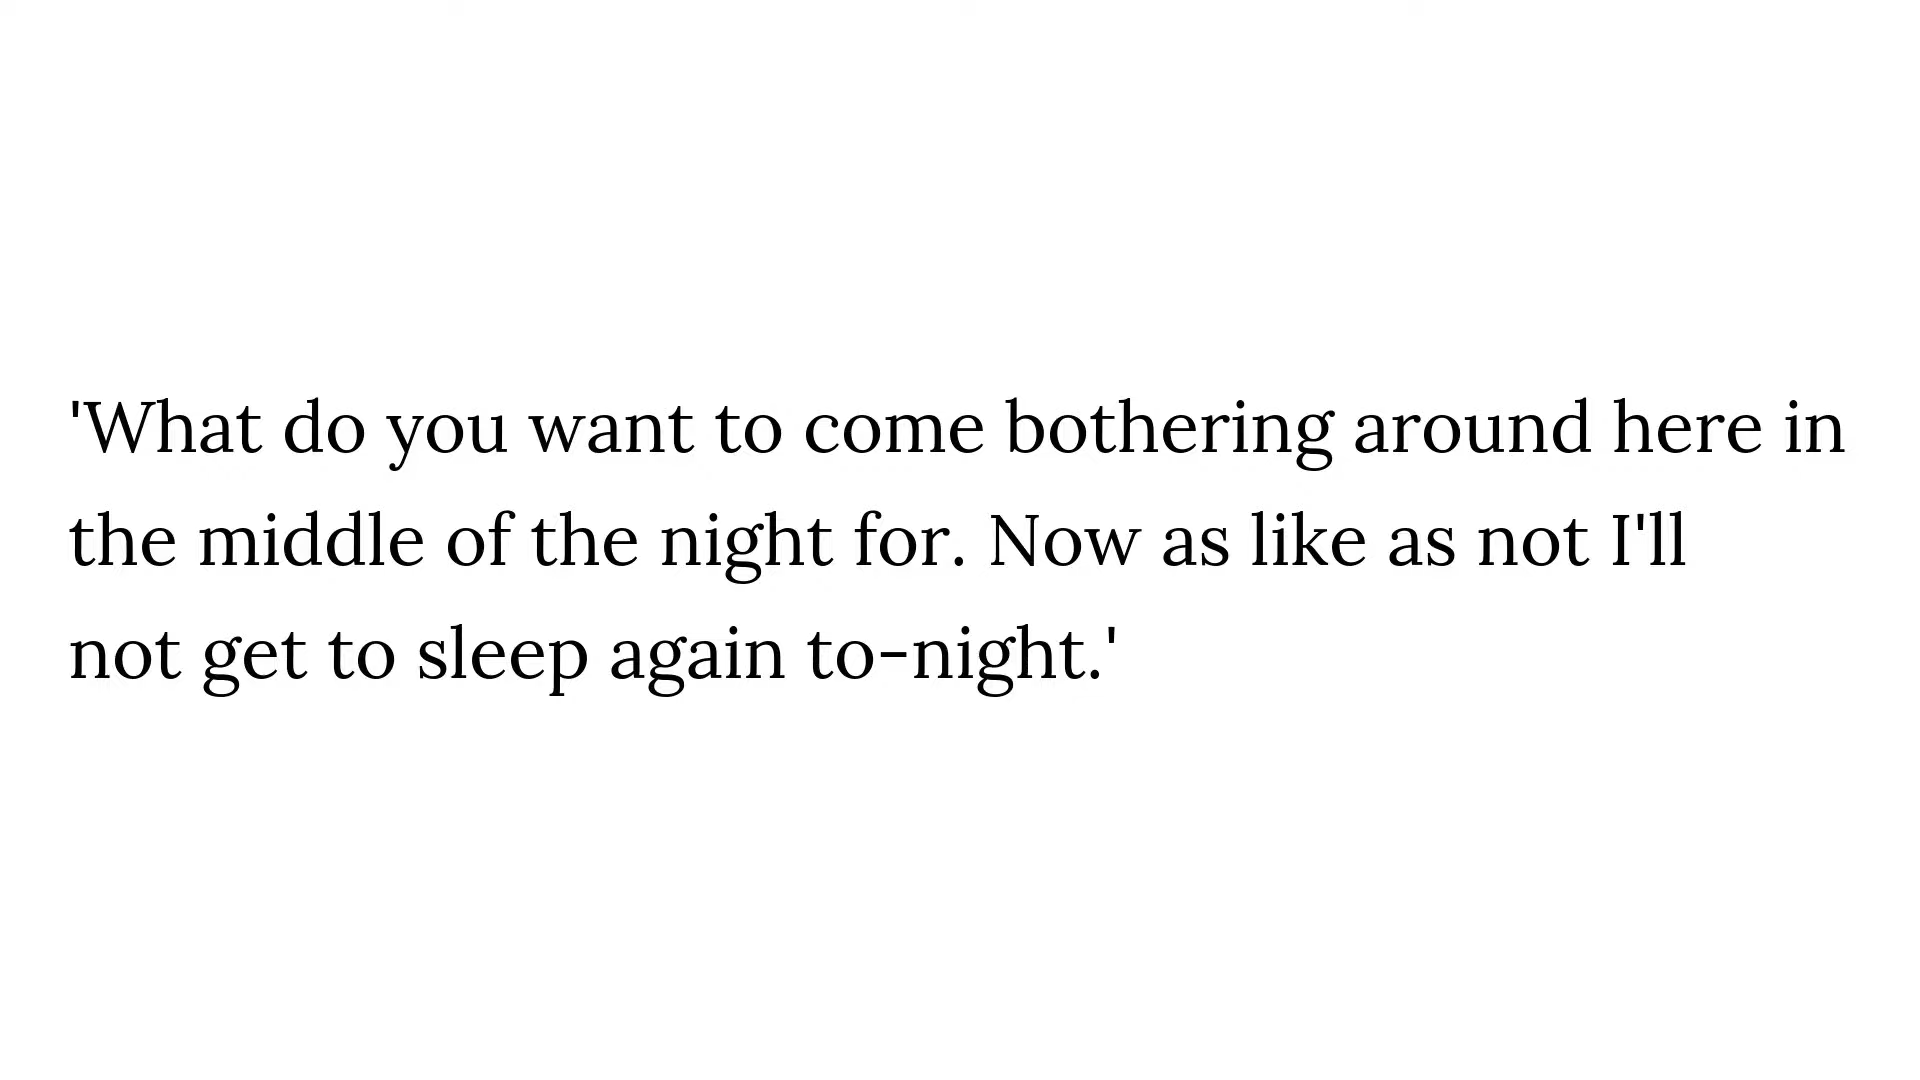 'What do you want to come bothering around here in
the middle of the night for. Now as like as not I'll
not get to sleep again to-night.'